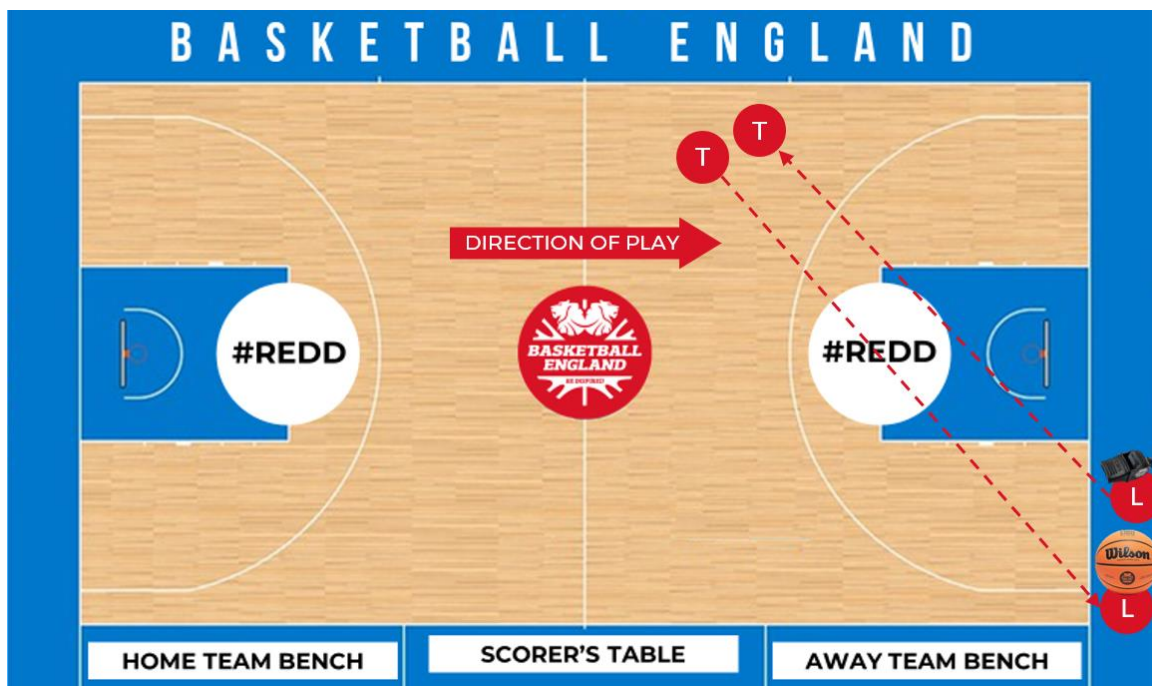 BASKETBALL ENGLAND
T
T
DIRECTION OF PLAY
#REDD
BASKETBALL
ENGLAND
#REDD
L
Wilson
L
HOME TEAM BENCH
SCORER'S TABLE
AWAY TEAM BENCH